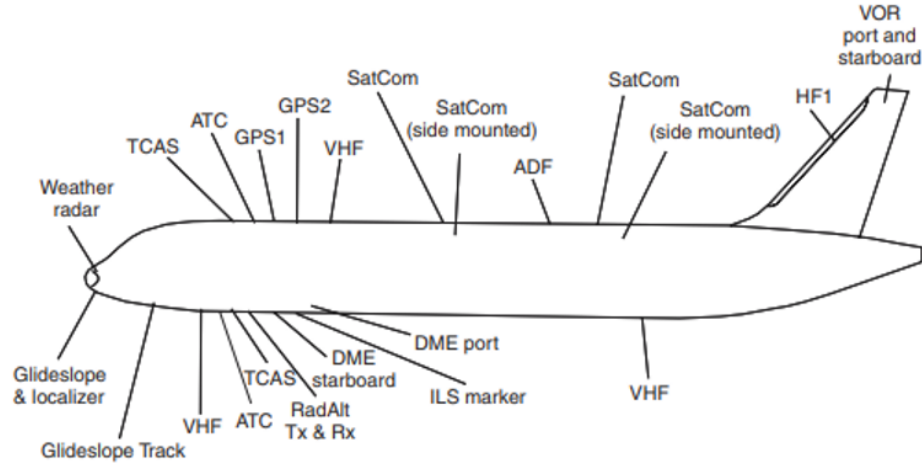 VOR
port and
starboard
SatCom
SatCom
HF1
GPS2
SatCom
(side mounted)
SatCom
(side mounted)
ATC
GPS1
TCAS
VHF
ADF
Weather
radar
DME port
DME
starboard
TCAS
Glideslope
& localizer
ILS marker
VHF
RadAlt
Tx & Rx
ATC
VHF
Glideslope Track